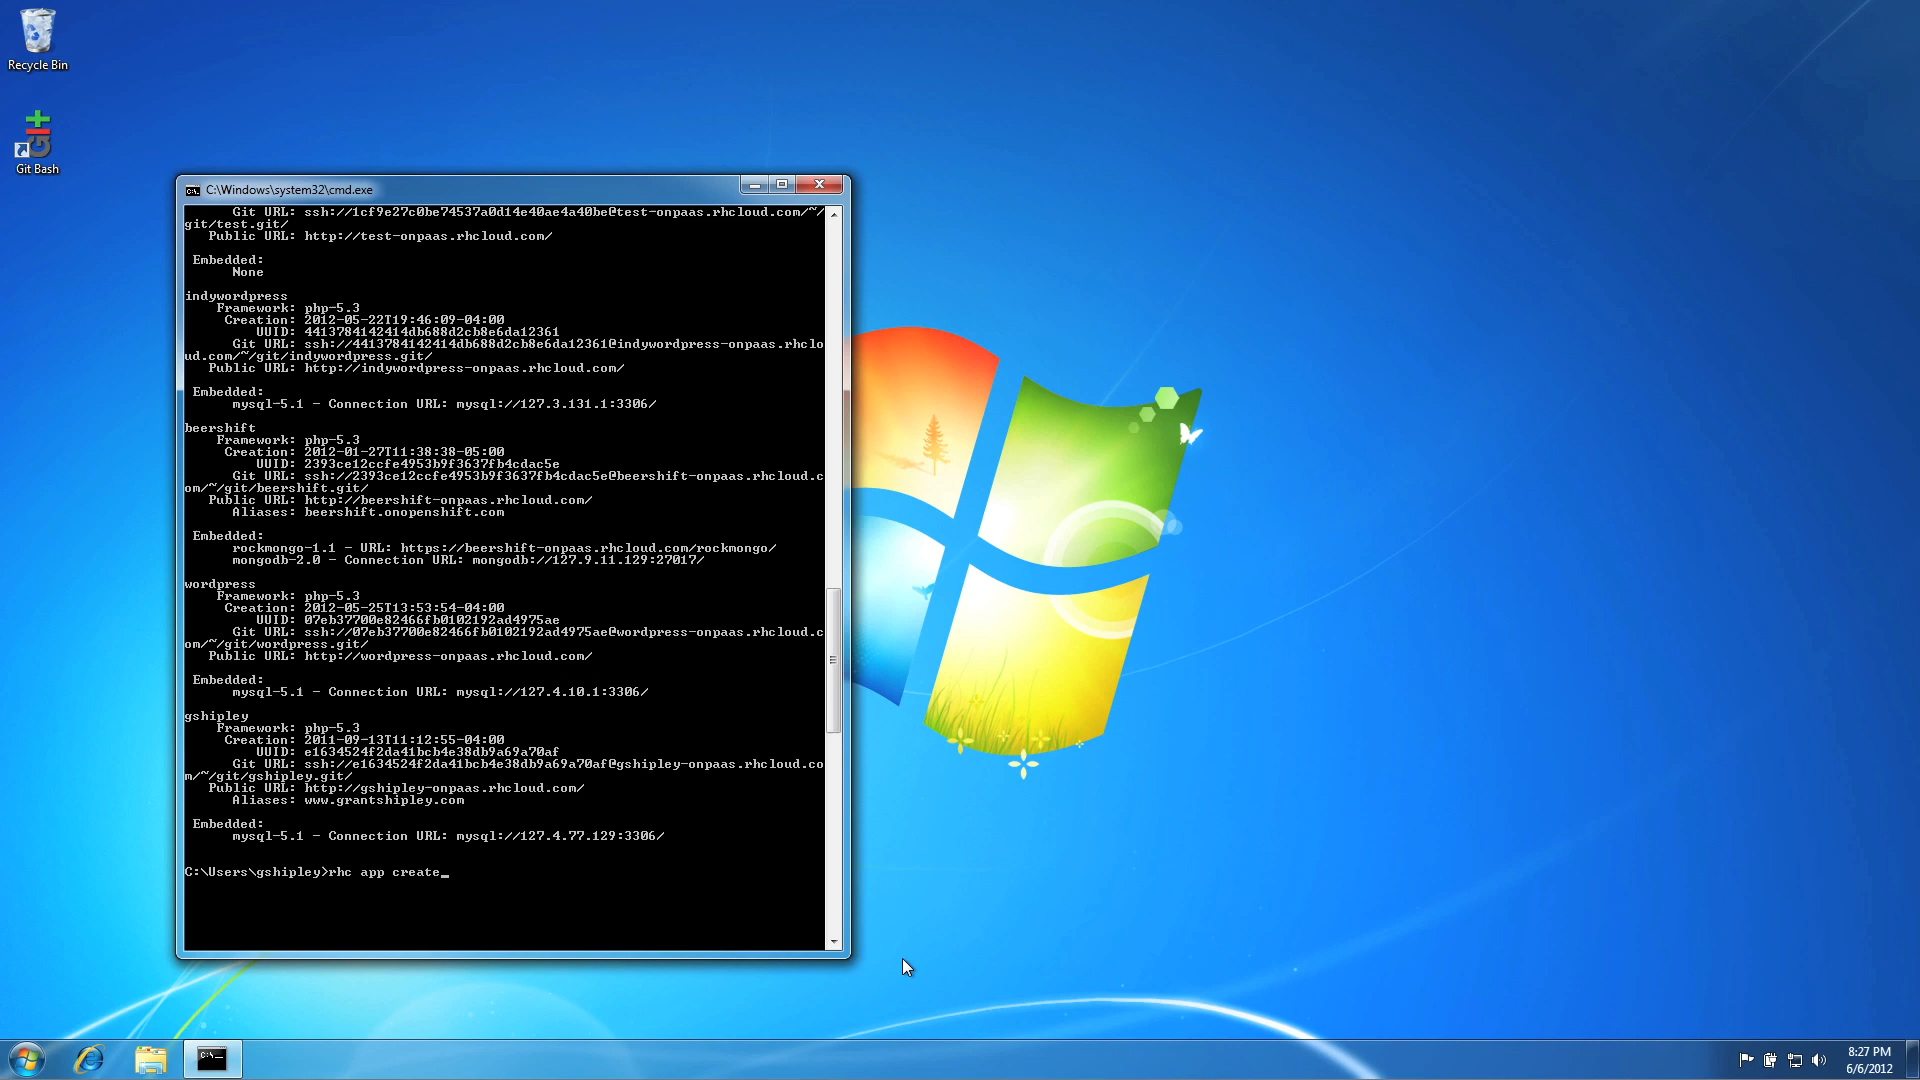 Recycle Bin
Git Bash
C:\Windows\system32\cmd.exe
Git URL: ssh://1cf9e27c0be74537a0d14e40ae4a40be@test-onpaas.rhcloud.com/~/
git/test.git/
Public URL: http://test-onpaas.rhcloud.com/
Embedded:
None
indywordpress
Framework: php-5.3
Creation: 2012-05-22T19:46:09-04:00
UUID: 4413784142414db688d2cb8e6da12361
Git URL: ssh://4413784142414db688d2cb8e6da12361@indywordpress-onpaas.rhclo
ud.com/~/git/indywordpress.git/
Public URL: http://indywordpress-onpaas.rhcloud.com/
Embedded:
mysql-5.1 - Connection URL: mysql://127.3.131.1:3306/
beershift
Framework: php-5.3
Creation: 2012-01-27T11:38:38-05:00
UUID: 2393ce12ccfe4953b9f3637fb4cdac5e
Git URL: ssh://2393ce12ccfe4953b9f3637fb4cdac5e@beershift-onpaas.rhcloud.c
om/~/git/beershift.git/
Public URL: http://beershift-onpaas.rhcloud.com/
Aliases: beershift.onopenshift.com
Embedded:
rockmongo-1.1 - URL: https://beershift-onpaas.rhcloud.com/rockmongo/
mongodb-2.0 - Connection URL: mongodb://127.9.11.129:27017/
wordpress
Framework: php-5.3
Creation: 2012-05-25T13:53:54-04:00
UUID: 07eb37700e82466fb0102192ad4975ae
Git URL: ssh://07eb37700e82466fb0102192ad4975ae@wordpress-onpaas.rhcloud.c
om/~/git/wordpress.git/
Public URL: http://wordpress-onpaas.rhcloud.com/
Embedded:
mysql-5.1 - Connection URL: mysql://127.4.10.1:3306/
gshipley
Framework: php-5.3
Creation: 2011-09-13T11:12:55-04:00
UUID: e1634524f2da41bcb4e38db9a69a70af
Git URL: ssh://e1634524f2da41bcb4e38db9a69a70af@gshipley-onpaas.rhcloud.co
m/~/git/gshipley.git/
Public URL: http://gshipley-onpaas.rhcloud.com/
Aliases: www.grantshipley.com
Embedded:
mysql-5.1 - Connection URL: mysql://127.4.77.129:3306/
C:\Users\gshipley>rhc app create_
8:27 PM
6/6/2012